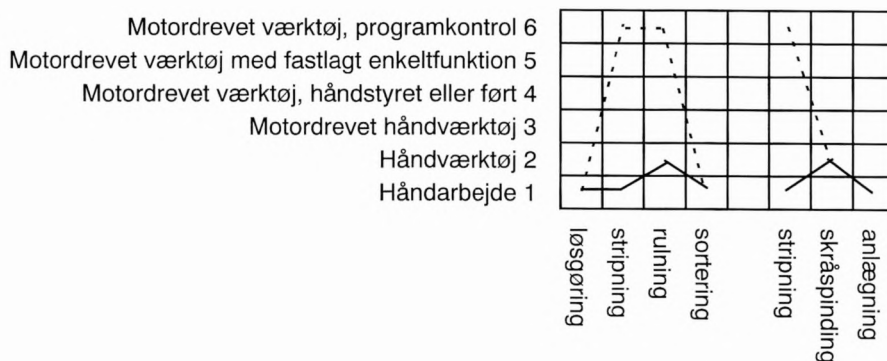 Motordrevet værktøj, programkontrol 6
Motordrevet værktøj med fastlagt enkeltfunktion 5
Motordrevet værktøj, håndstyret eller ført 4
Motordrevet håndværktøj 3
Håndværktøj 2
Håndarbejde 1
løsgøring
stripning
rulning
sortering
stripning
skråspinding
anlægning